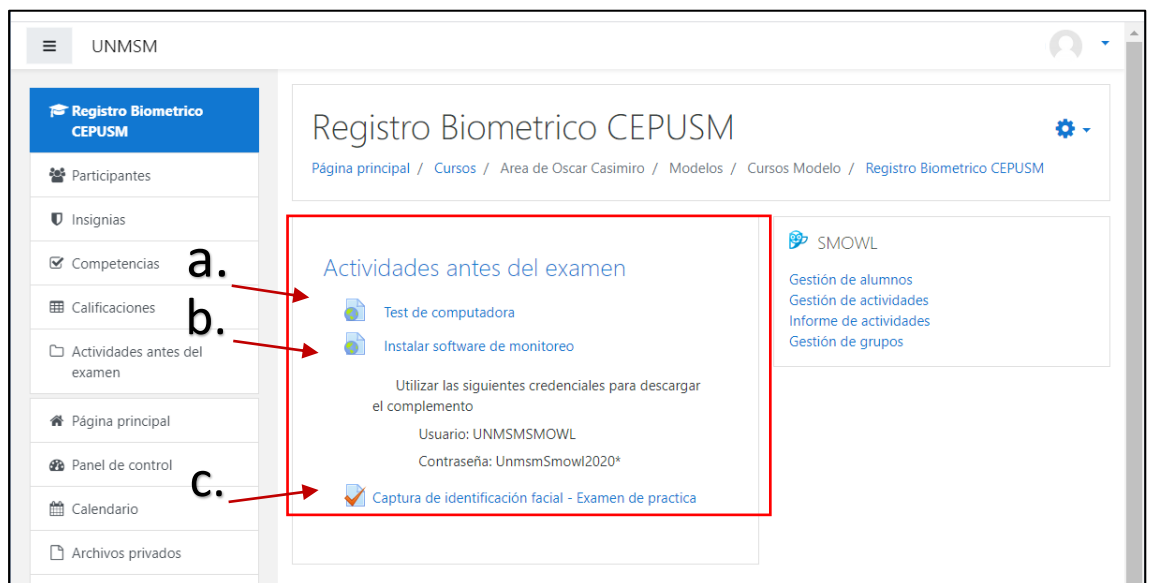 UNMSM
Registro Biometrico
CEPUSM
Participantes
Insignias
Competencias
Calificaciones
Actividades antes del
examen
Página principal
Panel de control
Calendario
Archivos privados
Registro Biometrico CEPUSM
Página principal / Cursos / Area de Oscar Casimiro / Modelos / Cursos Modelo / Registro Biometrico CEPUSM
Actividades antes del examen
a.
Test de computadora
b.
Instalar software de monitoreo
Utilizar las siguientes credenciales para descargar
el complemento
Usuario: UNMSMSMOWL
Contraseña: UnmsmSmowl2020*
c.
Captura de identificación facial - Examen de practica
SMOWL
Gestión de alumnos
Gestión de actividades
Informe de actividades
Gestión de grupos